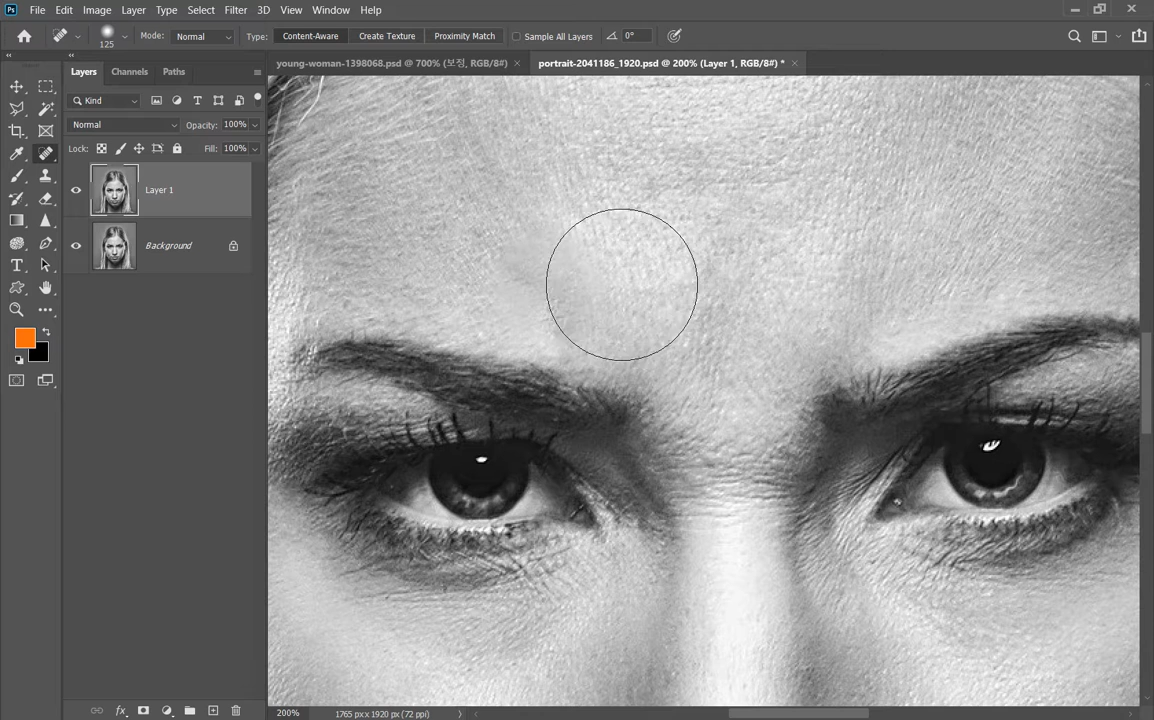 Ps File Edit Image Layer Type Select Filter 3D View Window Help
125 Mode: Normal Type: Content-Aware Create Texture Proximity Match Sample All Layers 0°
young-woman-1398068.psd @ 700% (보정, RGB/8#) × portrait-2041186_1920.psd @ 200% (Layer 1, RGB/8#) * ×
Layers Channels Paths
Kind
Normal Opacity: 100%
Lock: Fill: 100%
Layer 1
Background
fx
200% 1765 px x 1920 px (72 ppi)